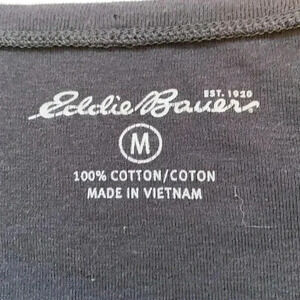 EST. 1920
Eddie Bauer
M
100% COTTON/COTON
MADE IN VIETNAM